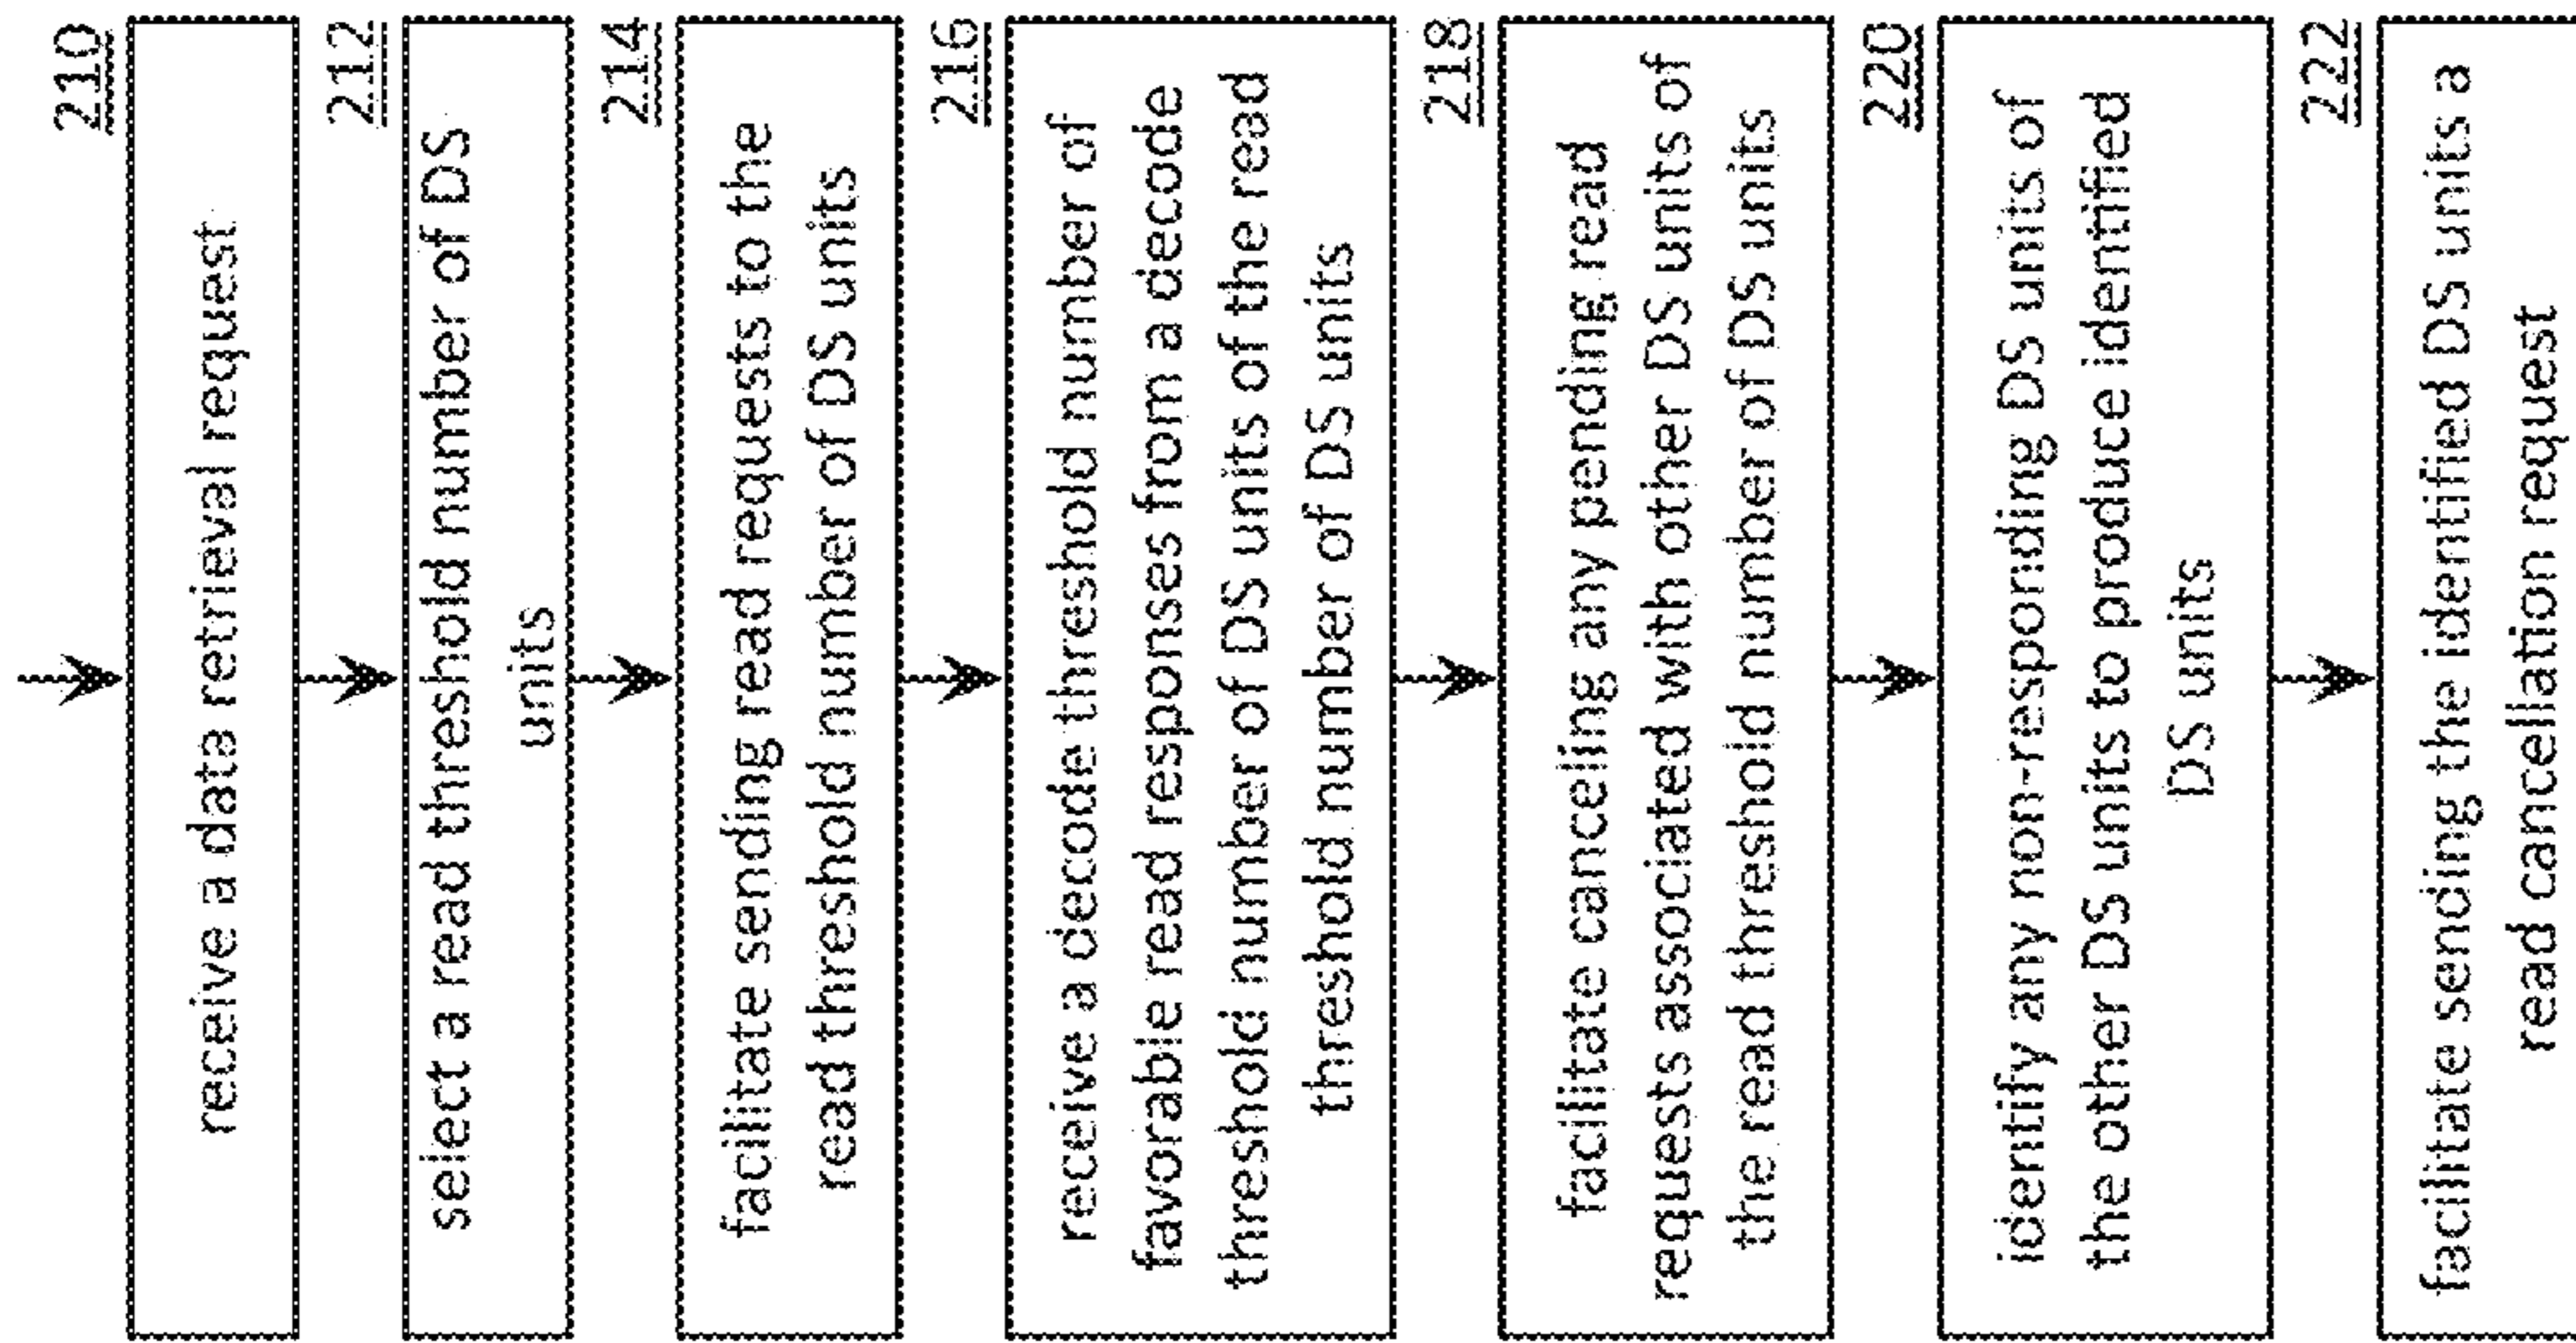 210
receive a data retrieval request
212
select a read threshold number of DS
units
214
facilitate sending read requests to the
read threshold number of DS units
216
receive a decode threshold number of
favorable read responses from a decode
threshold number of DS units of the read
threshold number of DS units
218
facilitate canceling any pending read
requests associated with other DS units of
the read threshold number of DS units
220
identify any non-responding DS units of
the other DS units to produce identified
DS units
222
facilitate sending the identified DS units a
read cancellation request